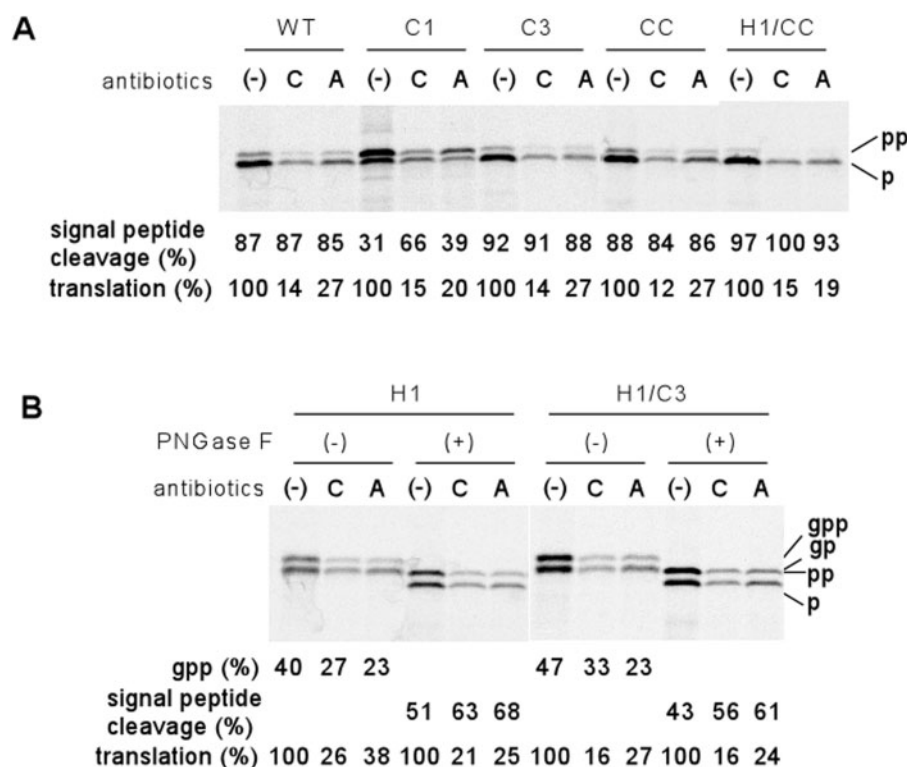 A
WT C1 C3 CC H1/CC
antibiotics (-) C A (-) C A (-) C A (-) C A (-) C A
pp
p
signal peptide
cleavage (%) 87 87 85 31 66 39 92 91 88 88 84 86 97 100 93
translation (%) 100 14 27 100 15 20 100 14 27 100 12 27 100 15 19
B
H1 H1/C3
PNGase F (-) (+) (-) (+)
antibiotics (-) C A (-) C A (-) C A (-) C A
gpp
gp
pp
p
gpp (%) 40 27 23 47 33 23
signal peptide
cleavage (%) 51 63 68 43 56 61
translation (%) 100 26 38 100 21 25 100 16 27 100 16 24